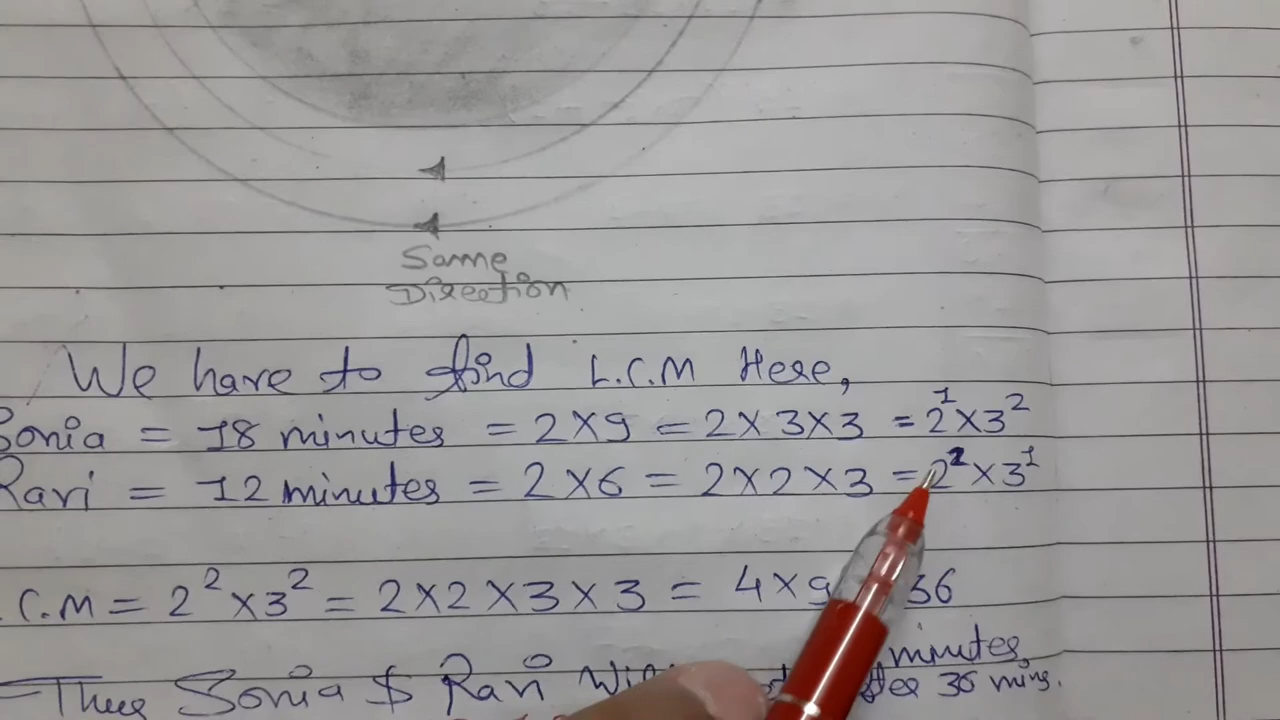 Same
Direction
We have to find L.C.M Here,
Sonia = 18 minutes = 2×9 = 2×3×3 = 2¹×3²
Ravi = 12 minutes = 2×6 = 2×2×3 = 2²×3¹
.C.M = 2²×3² = 2×2×3×3 = 4×9 36
minutes,
Thus Sonia $ Ravi 36 mins.